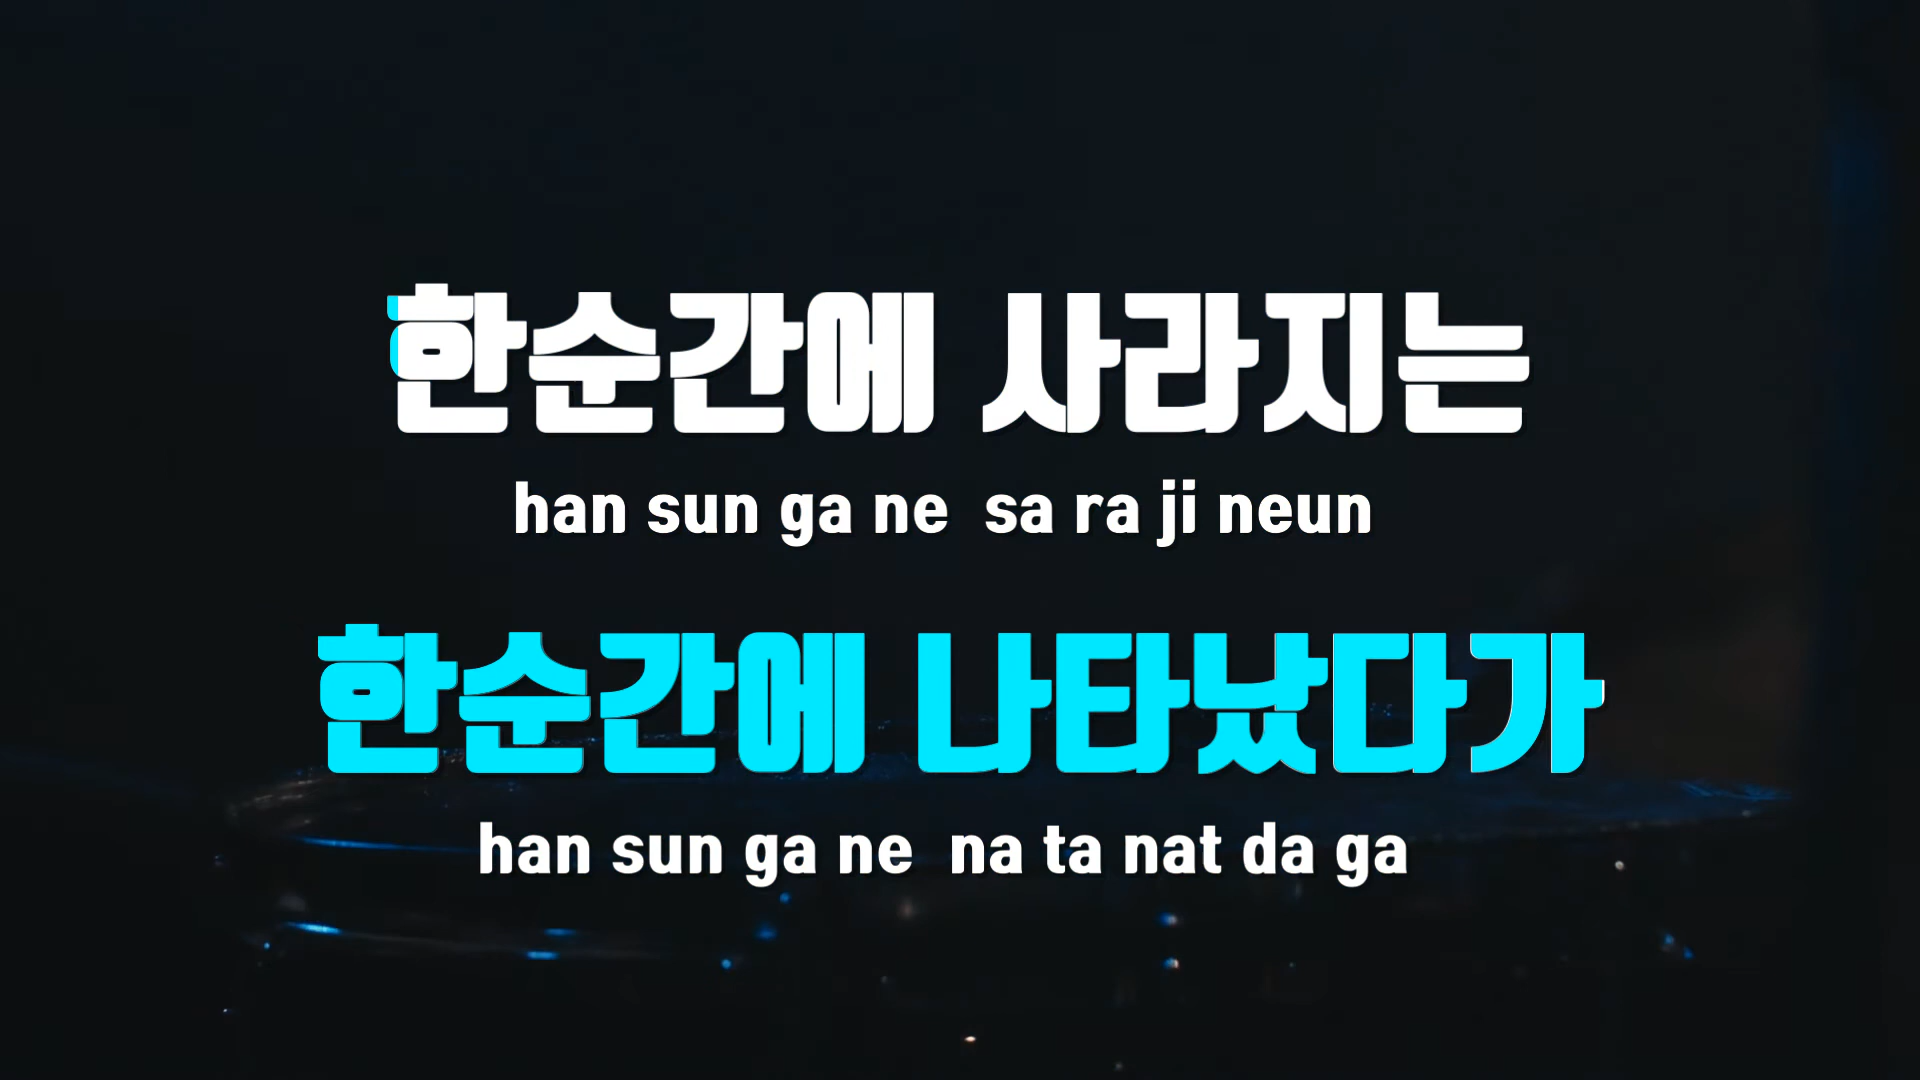 한순간에 사라지는
han sun ga ne sa ra ji neun
한순간에 나타났다가
han sun ga ne na ta nat da ga